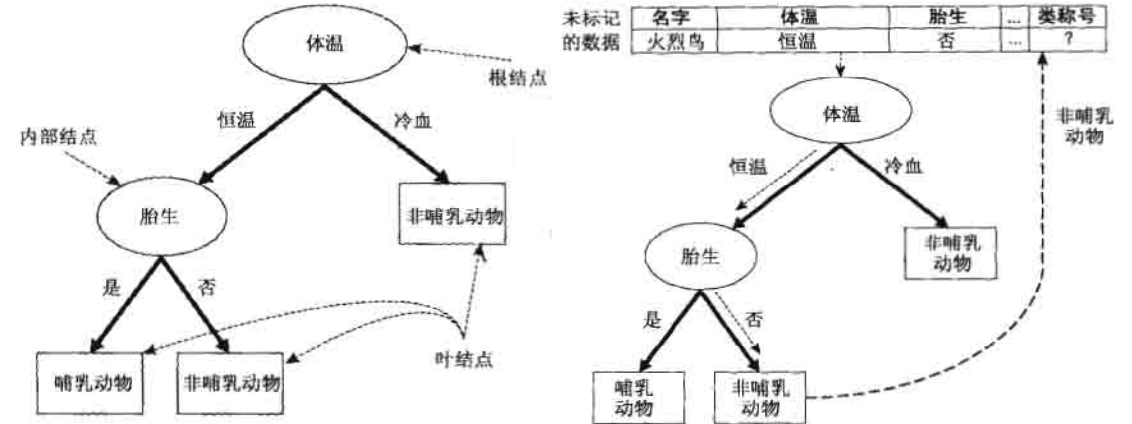 体温
根结点
恒温
冷血
内部结点
胎生
非哺乳动物
是
否
哺乳动物
非哺乳动物
叶结点
未标记
的数据
名字 体温 胎生 ... 类称号
火烈鸟 恒温 否 ... ?
体温
非哺乳
动物
恒温
冷血
胎生
非哺乳
动物
是
否
哺乳
动物
非哺乳
动物